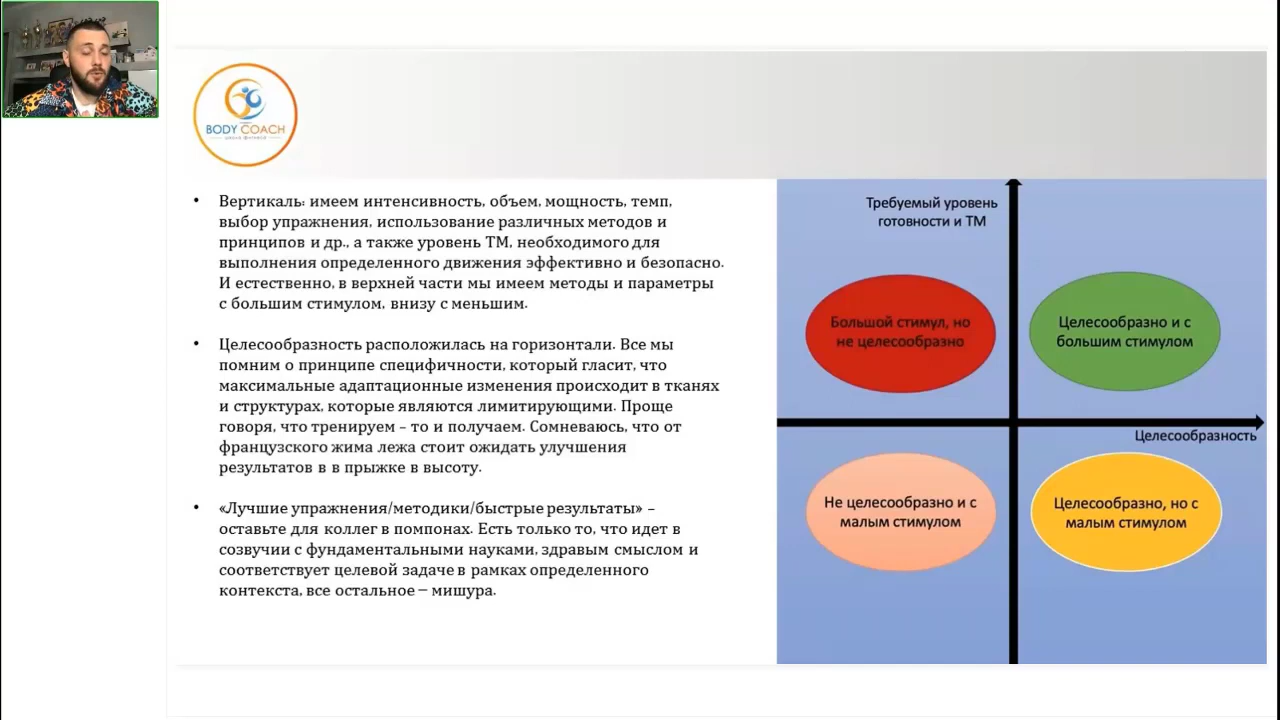 BODY COACH
• Вертикаль: имеем интенсивность, объем, мощность, темп,
выбор упражнения, использование различных методов и
принципов и др., а также уровень ТМ, необходимого для
выполнения определенного движения эффективно и безопасно.
И естественно, в верхней части мы имеем методы и параметры
с большим стимулом, внизу с меньшим.
• Целесообразность расположилась на горизонтали. Все мы
помним о принципе специфичности, который гласит, что
максимальные адаптационные изменения происходит в тканях
и структурах, которые являются лимитирующими. Проще
говоря, что тренируем – то и получаем. Сомневаюсь, что от
французского жима лежа стоит ожидать улучшения
результатов в в прыжке в высоту.
• «Лучшие упражнения/методики/быстрые результаты» –
оставьте для коллег в помпонах. Есть только то, что идет в
созвучии с фундаментальными науками, здравым смыслом и
соответствует целевой задаче в рамках определенного
контекста, все остальное – мишура.
Требуемый уровень
готовности и ТМ
Большой стимул, но
не целесообразно
Целесообразно и с
большим стимулом
Целесообразность
Не целесообразно и с
малым стимулом
Целесообразно, но с
малым стимулом